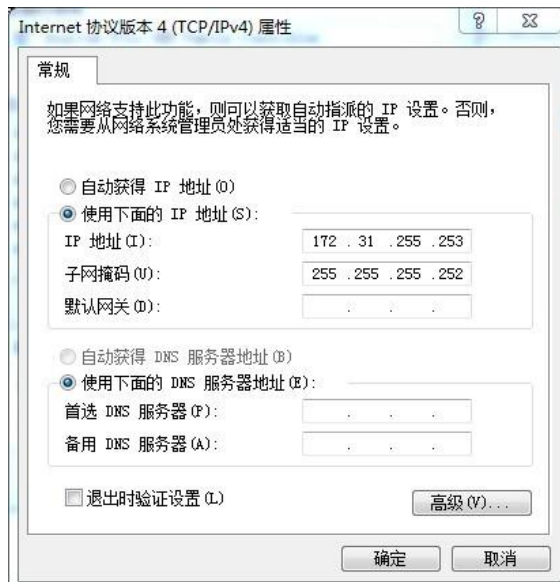 Internet 协议版本 4 (TCP/IPv4) 属性
常规
如果网络支持此功能，则可以获取自动指派的 IP 设置。否则，
您需要从网络系统管理员处获得适当的 IP 设置。
自动获得 IP 地址(O)
使用下面的 IP 地址(S):
IP 地址(I): 172 . 31 .255 .253
子网掩码(U): 255 .255 .255 .252
默认网关(D): . . .
自动获得 DNS 服务器地址(B)
使用下面的 DNS 服务器地址(E):
首选 DNS 服务器(P): . . .
备用 DNS 服务器(A): . . .
退出时验证设置(L)
高级(V)...
确定 取消